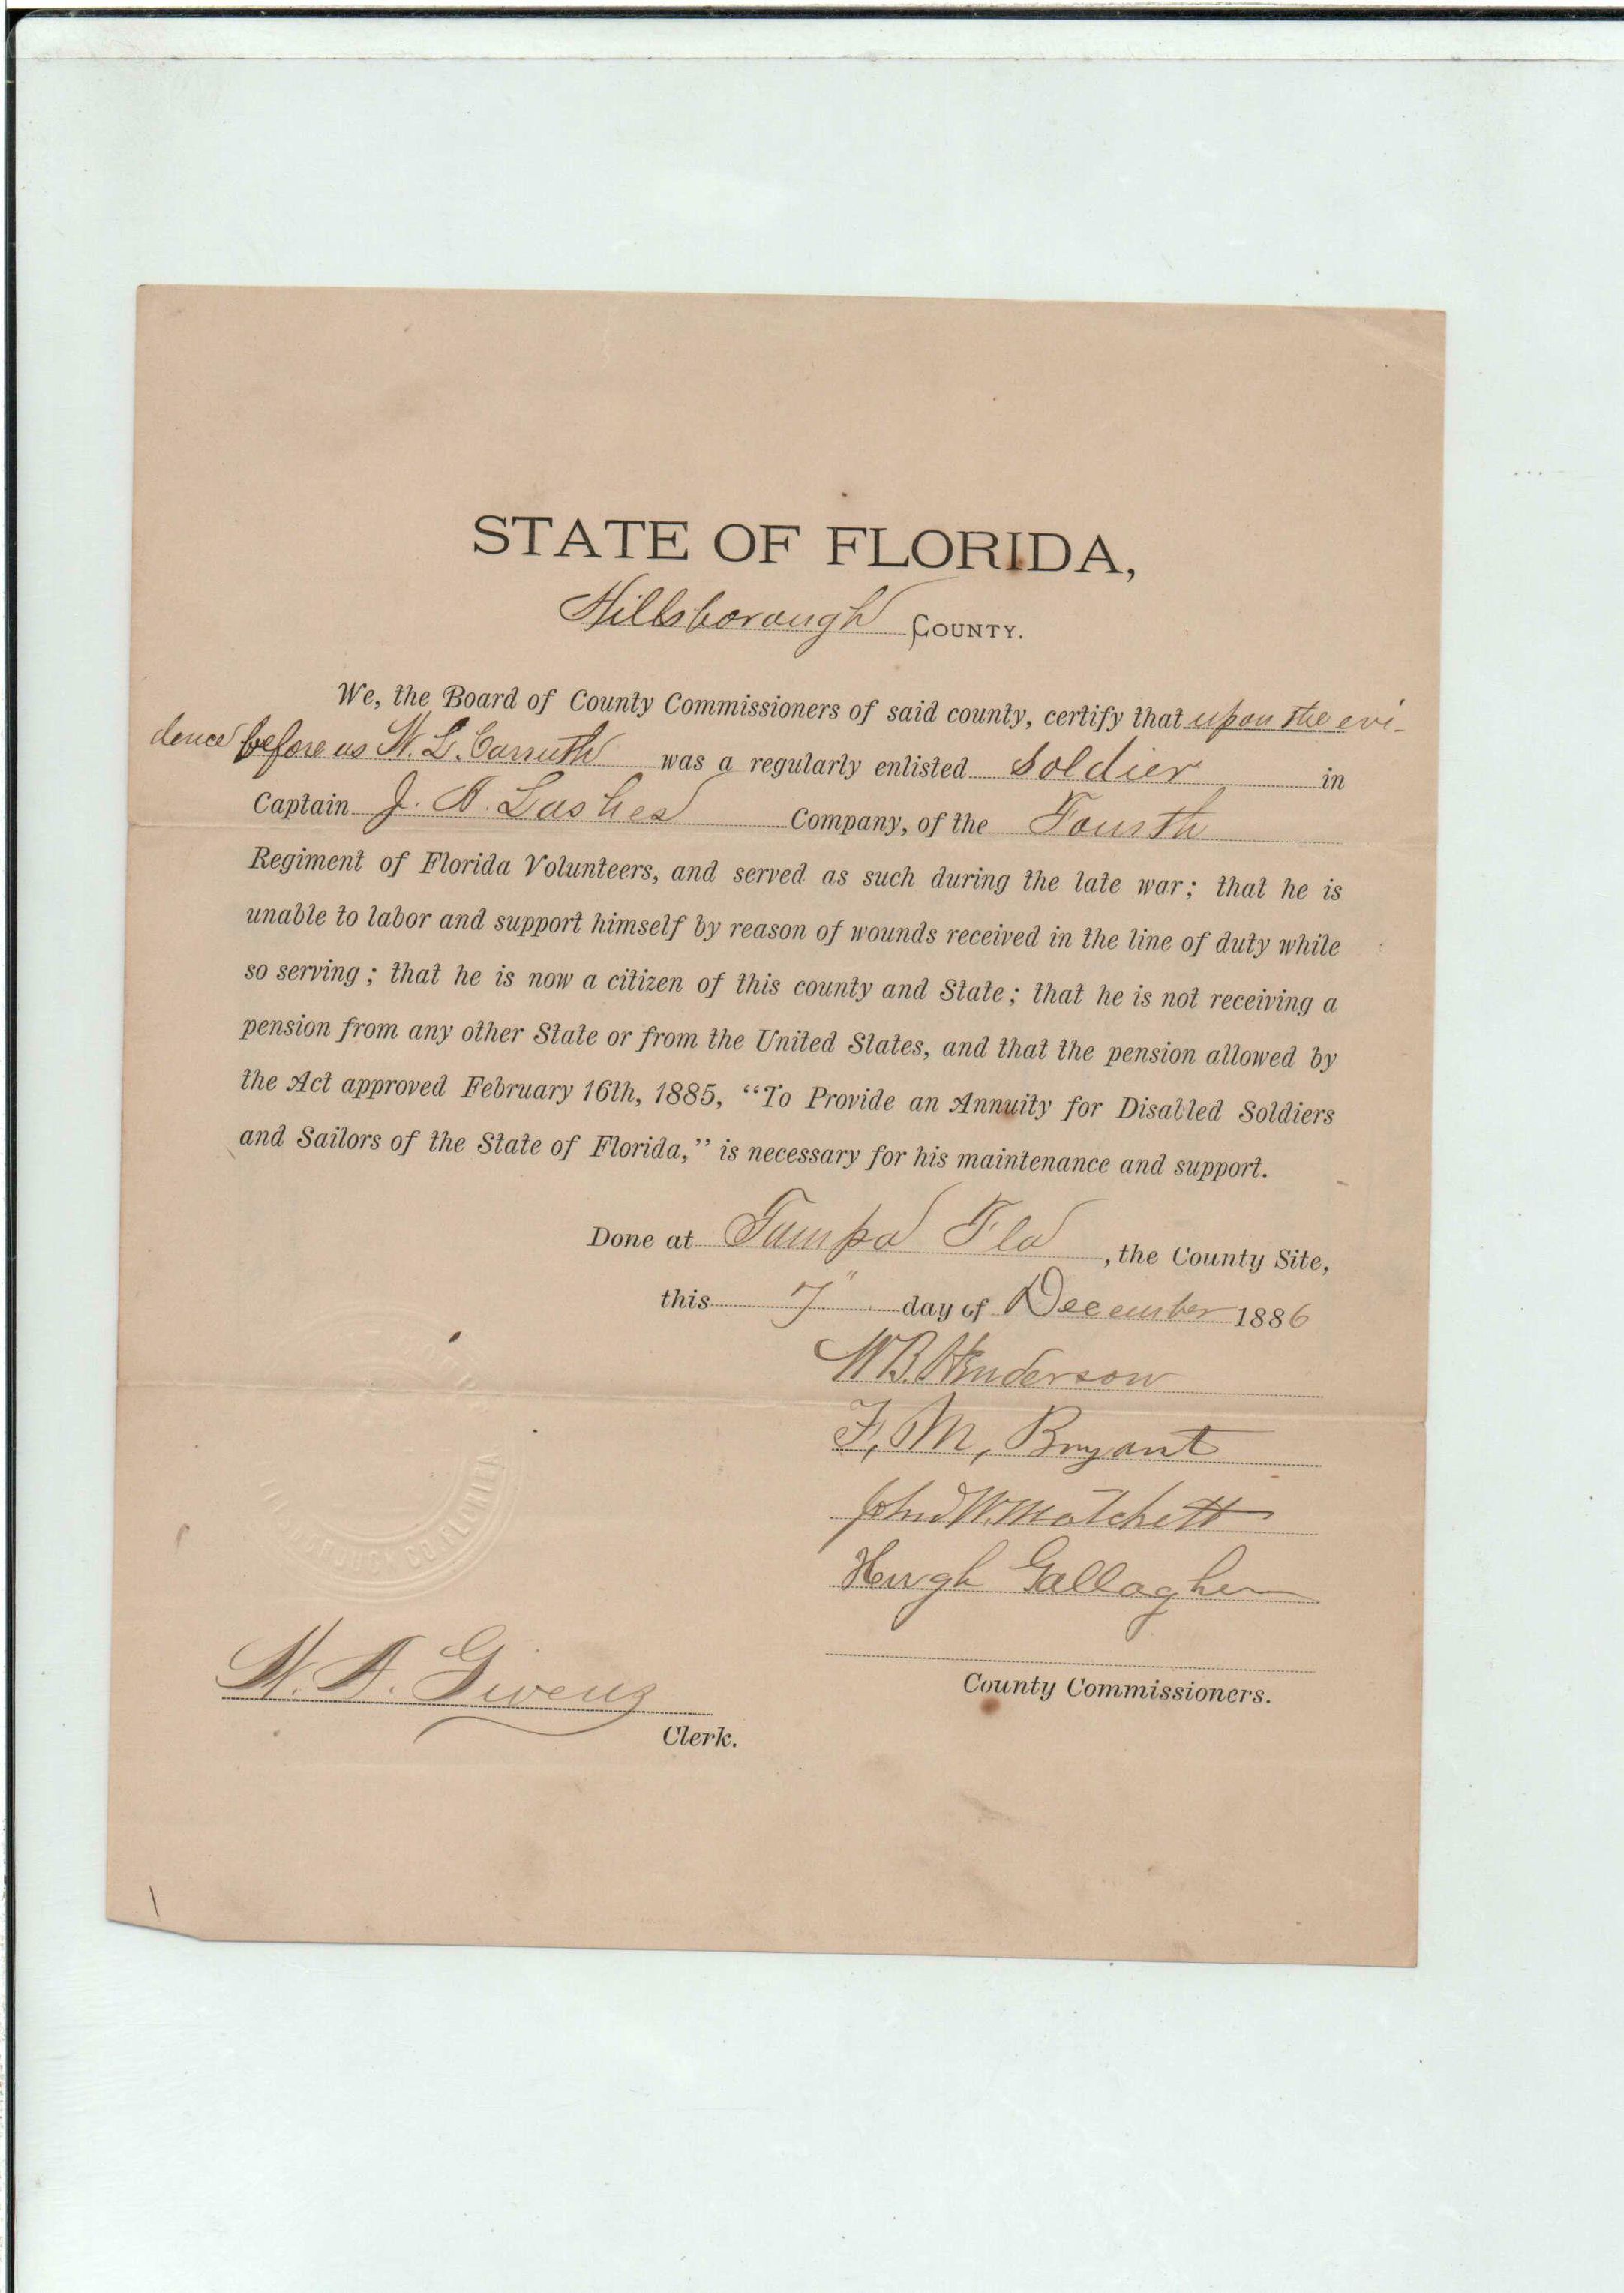 STATE OF FLORIDA,
Hillsborough COUNTY.
We, the Board of County Commissioners of said county, certify that upon the evi-
dence before us W. L. Carruth was a regularly enlisted Soldier in
Captain J. A. Lashes Company, of the Fourth
Regiment of Florida Volunteers, and served as such during the late war; that he is
unable to labor and support himself by reason of wounds received in the line of duty while
so serving; that he is now a citizen of this county and State; that he is not receiving a
pension from any other State or from the United States, and that the pension allowed by
the Act approved February 16th, 1885, “To Provide an Annuity for Disabled Soldiers
and Sailors of the State of Florida,” is necessary for his maintenance and support.
Done at Tampa Fla, the County Site,
this 7" day of December 1886
W.B. Henderson
F, M, Bryant
John W. Matchett
Hugh Gallagher
County Commissioners.
CO. FLORIDA
Givens
Clerk.